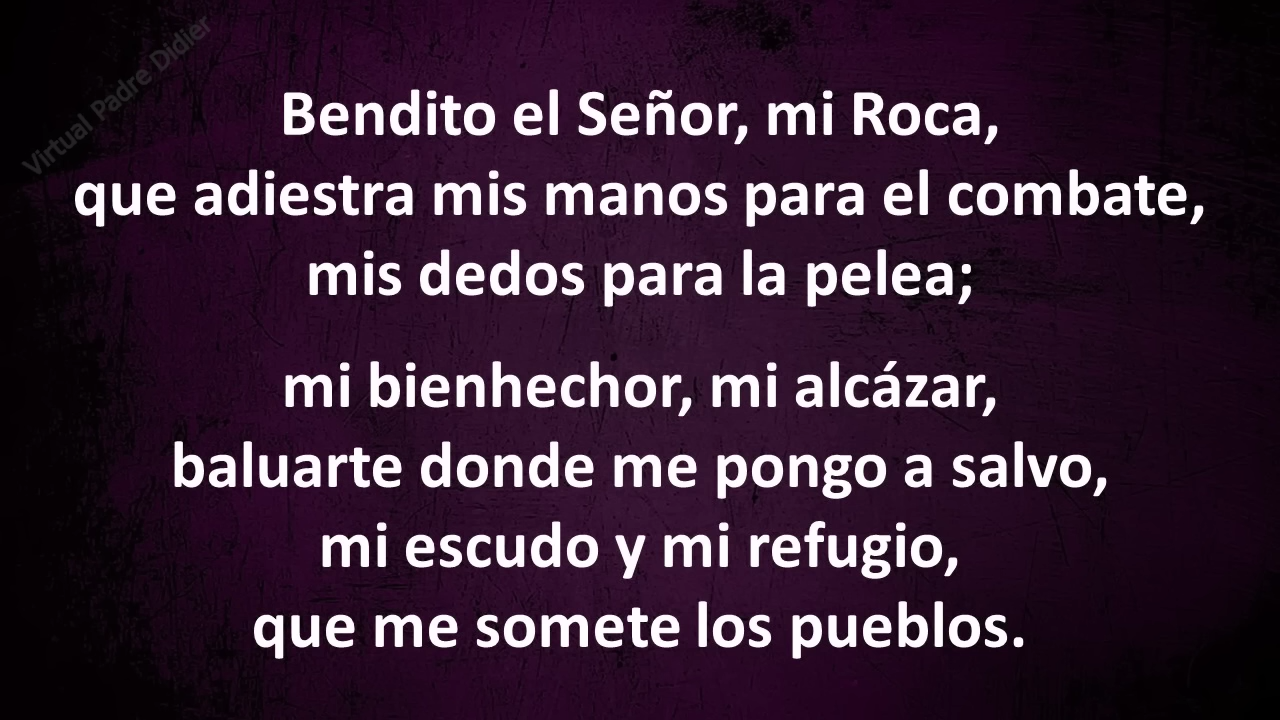 Virtual Padre Didier
Bendito el Señor, mi Roca,
que adiestra mis manos para el combate,
mis dedos para la pelea;
mi bienhechor, mi alcázar,
baluarte donde me pongo a salvo,
mi escudo y mi refugio,
que me somete los pueblos.